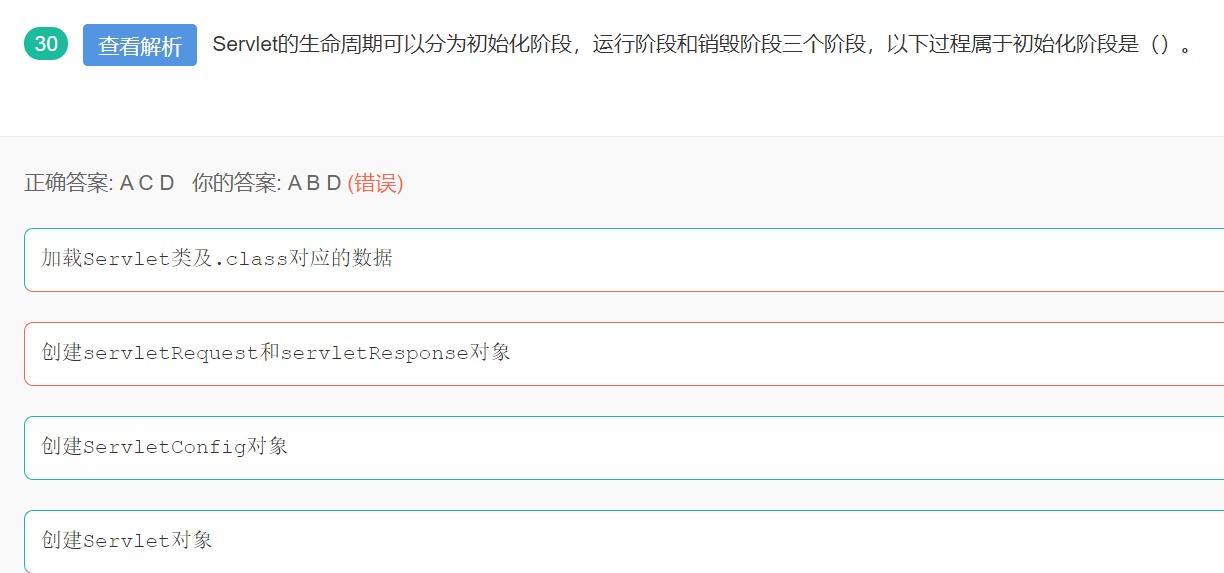 30 查看解析 Servlet的生命周期可以分为初始化阶段，运行阶段和销毁阶段三个阶段，以下过程属于初始化阶段是（）。
正确答案: A C D 你的答案: A B D (错误)
加载Servlet类及.class对应的数据
创建servletRequest和servletResponse对象
创建ServletConfig对象
创建Servlet对象